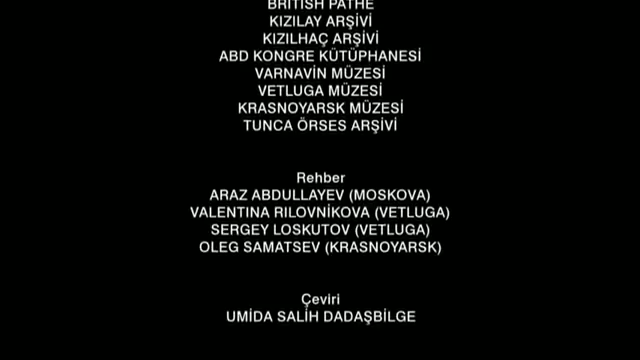 BRITISH PATHE
KIZILAY ARŞİVİ
KIZILHAÇ ARŞİVİ
ABD KONGRE KÜTÜPHANESİ
VARNAVİN MÜZESİ
VETLUGA MÜZESİ
KRASNOYARSK MÜZESİ
TUNCA ÖRSES ARŞİVİ
Rehber
ARAZ ABDULLAYEV (MOSKOVA)
VALENTINA RILOVNİKOVA (VETLUGA)
SERGEY LOSKUTOV (VETLUGA)
OLEG SAMATSEV (KRASNOYARSK)
Çeviri
UMİDA SALİH DADAŞBİLGE